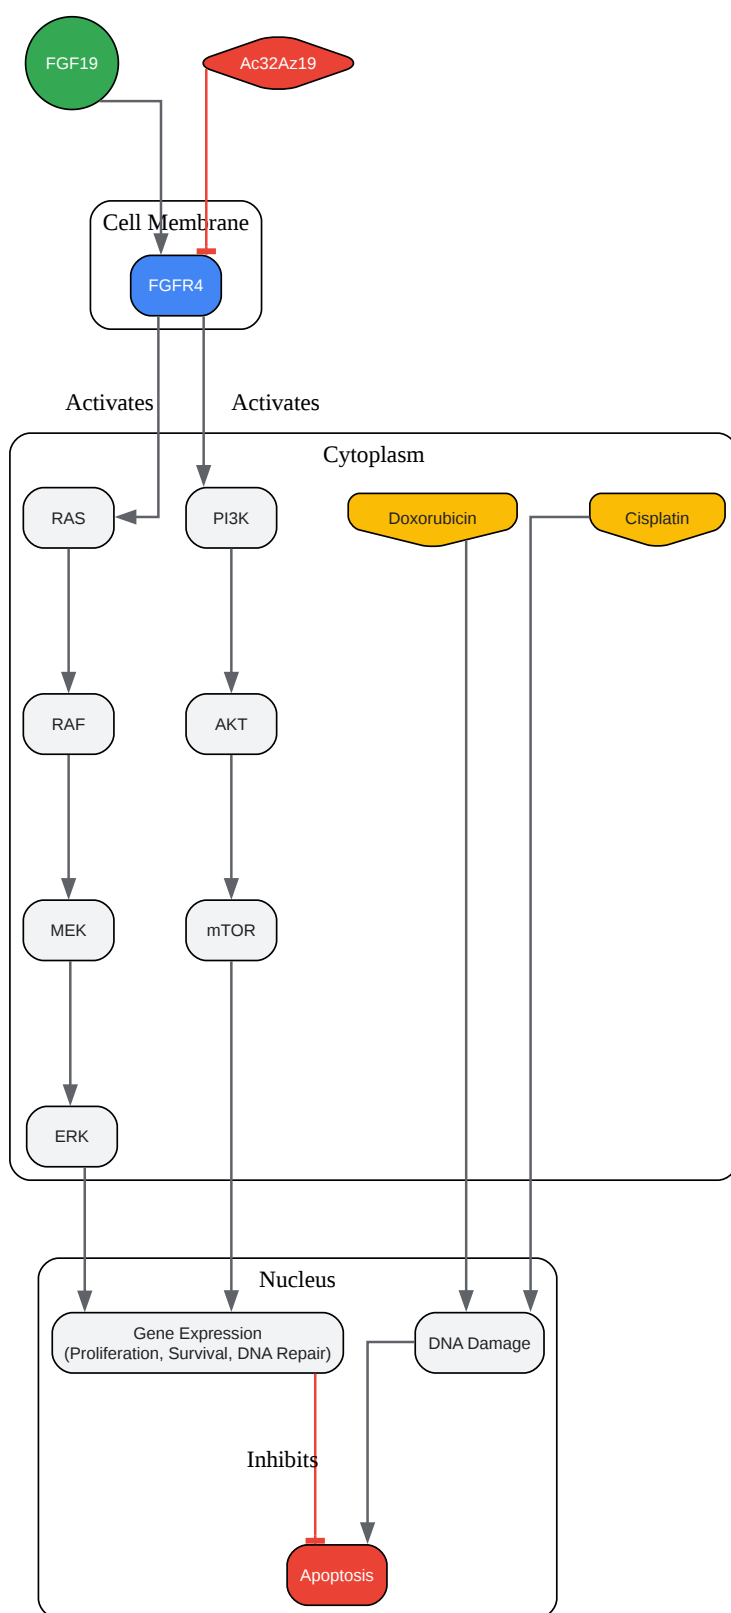 FGF19
Ac32Az19
Cell Membrane
FGFR4
Activates
Activates
Cytoplasm
RAS
PI3K
Doxorubicin
Cisplatin
RAF
AKT
MEK
mTOR
ERK
Nucleus
Gene Expression
(Proliferation, Survival, DNA Repair)
DNA Damage
Inhibits
Apoptosis